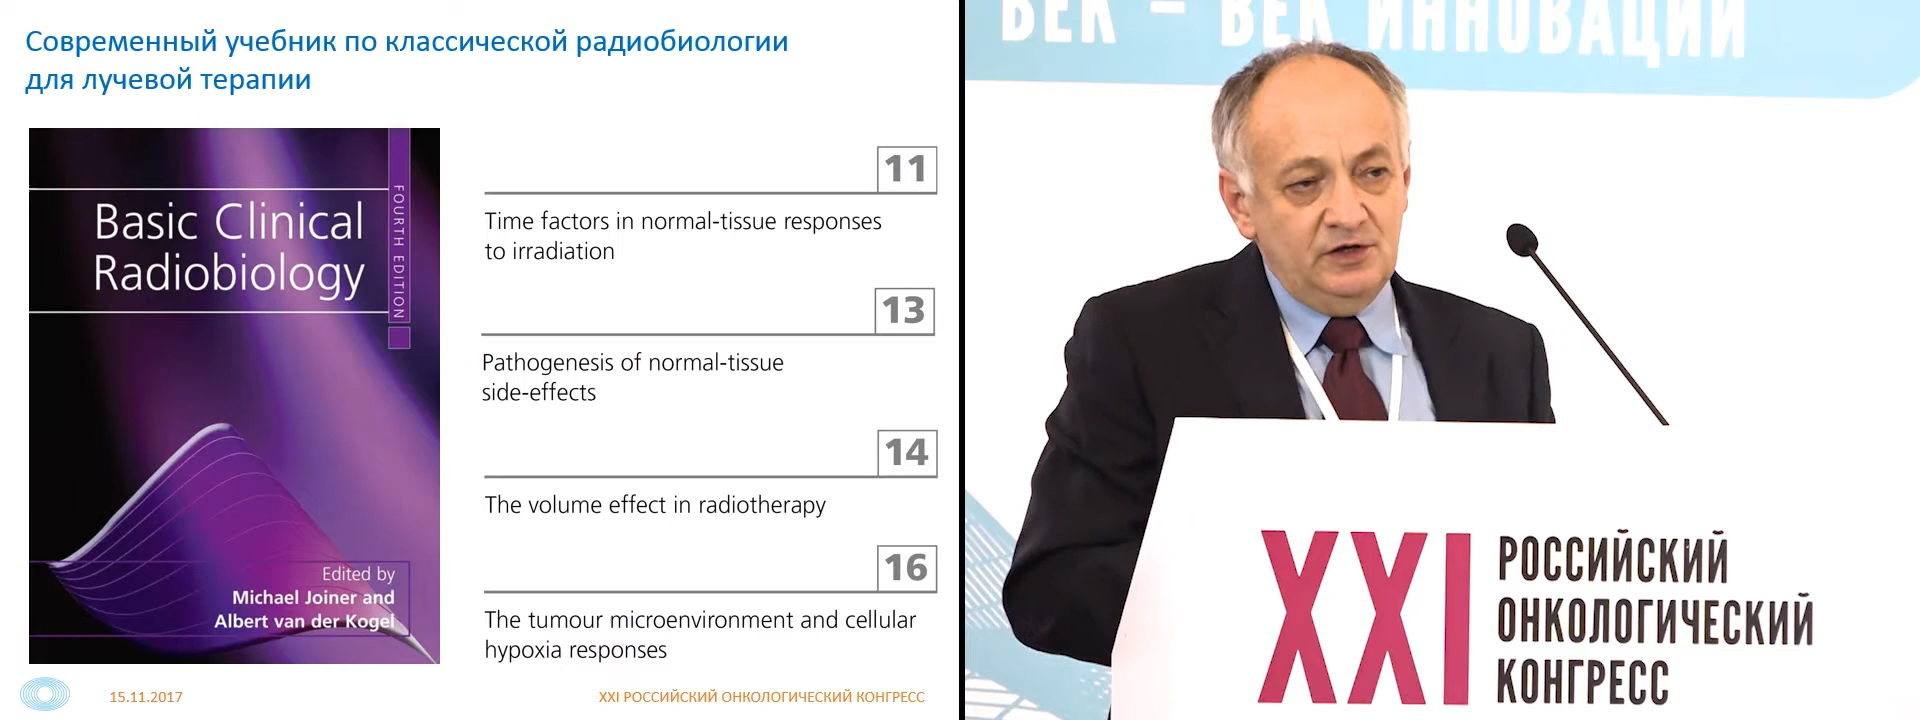 Современный учебник по классической радиобиологии
для лучевой терапии
Basic Clinical
Radiobiology
FOURTH EDITION
Edited by
Michael Joiner and
Albert van der Kogel
11
Time factors in normal-tissue responses
to irradiation
13
Pathogenesis of normal-tissue
side-effects
14
The volume effect in radiotherapy
16
The tumour microenvironment and cellular
hypoxia responses
15.11.2017
XXI РОССИЙСКИЙ ОНКОЛОГИЧЕСКИЙ КОНГРЕСС
ВЕК – ВЕК ИННОВАЦИЙ
XXI
РОССИЙСКИЙ
ОНКОЛОГИЧЕСКИЙ
КОНГРЕСС